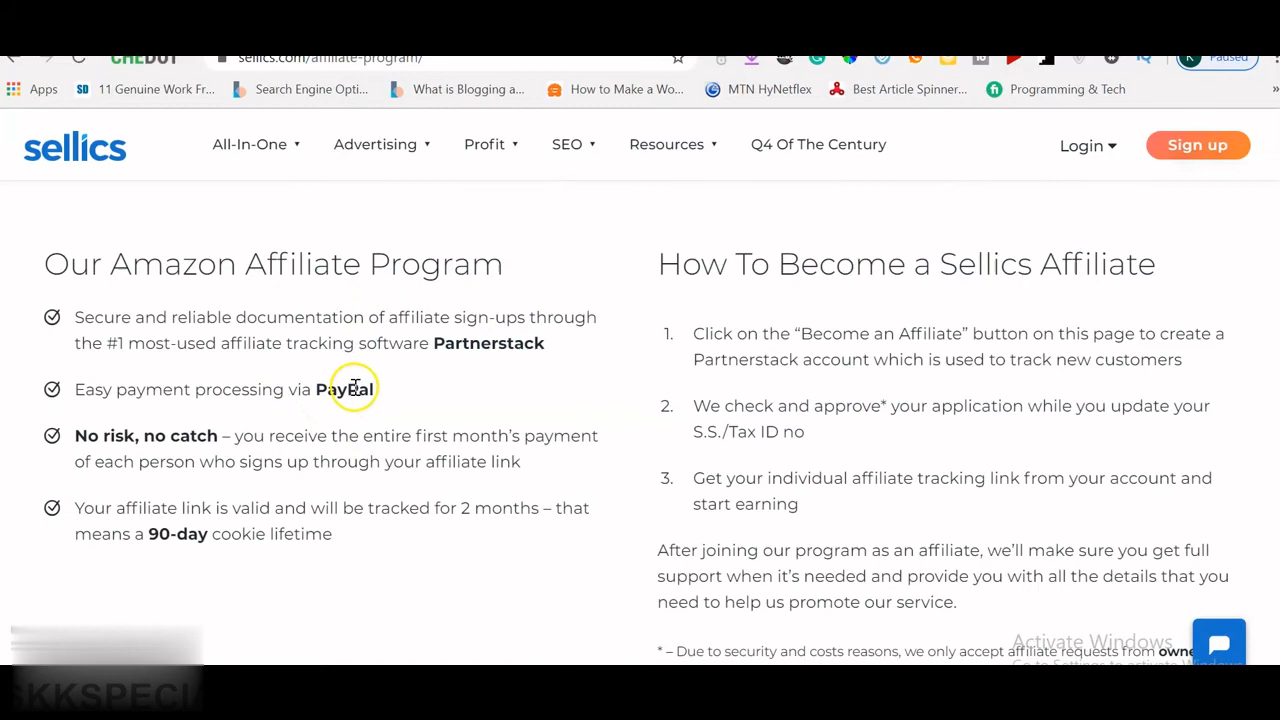 CHEDOT
sellics.com/affiliate-program/
Paused
Apps
11 Genuine Work Fr...
Search Engine Opti...
What is Blogging a...
How to Make a Wo...
MTN HyNetflex
Best Article Spinner...
Programming & Tech
»
sellics
All-In-One
Advertising
Profit
SEO
Resources
Q4 Of The Century
Login
Sign up
Our Amazon Affiliate Program
Secure and reliable documentation of affiliate sign-ups through
the #1 most-used affiliate tracking software Partnerstack
Easy payment processing via PayPal
No risk, no catch – you receive the entire first month's payment
of each person who signs up through your affiliate link
Your affiliate link is valid and will be tracked for 2 months – that
means a 90-day cookie lifetime
How To Become a Sellics Affiliate
1. Click on the “Become an Affiliate” button on this page to create a
Partnerstack account which is used to track new customers
2. We check and approve* your application while you update your
S.S./Tax ID no
3. Get your individual affiliate tracking link from your account and
start earning
After joining our program as an affiliate, we'll make sure you get full
support when it's needed and provide you with all the details that you
need to help us promote our service.
* – Due to security and costs reasons, we only accept affiliate requests from
Activate Windows
Go to Settings to activate Windows
KKSPECIA